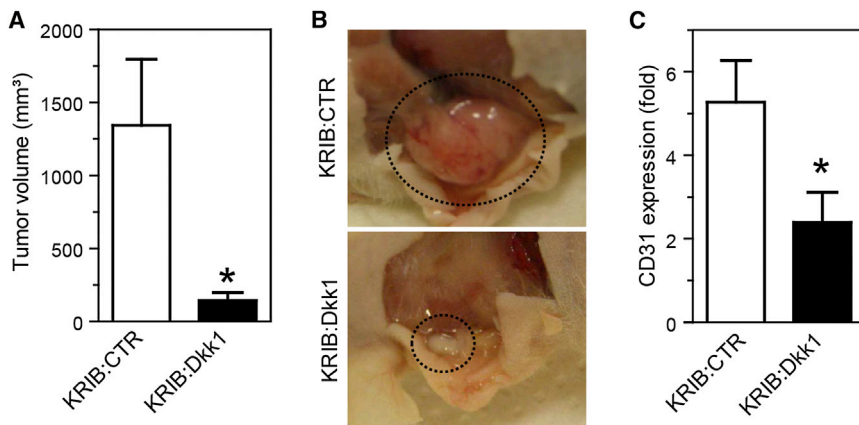 A
Tumor volume (mm³)
2000
1500
1000
500
0
*
KRIB:CTR
KRIB:Dkk1
B
KRIB:CTR
KRIB:Dkk1
C
CD31 expression (fold)
6
4
2
0
*
KRIB:CTR
KRIB:Dkk1